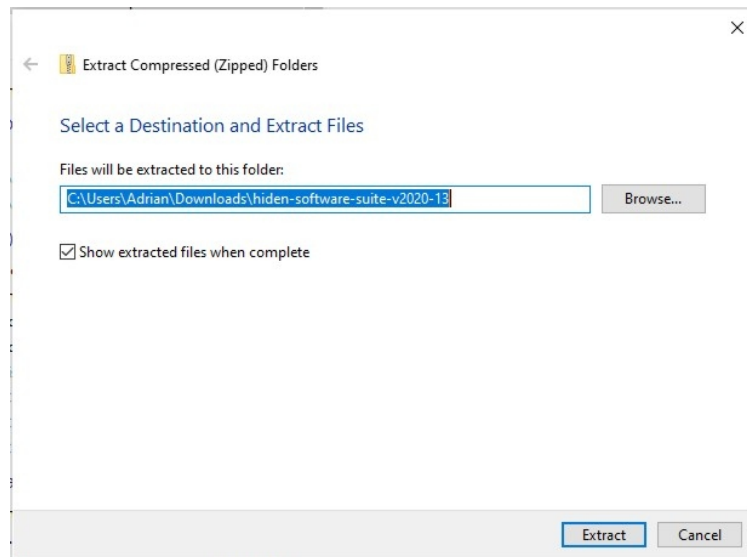 Extract Compressed (Zipped) Folders
Select a Destination and Extract Files
Files will be extracted to this folder:
C:\Users\Adrian\Downloads\hiden-software-suite-v2020-13
Browse...
Show extracted files when complete
Extract
Cancel